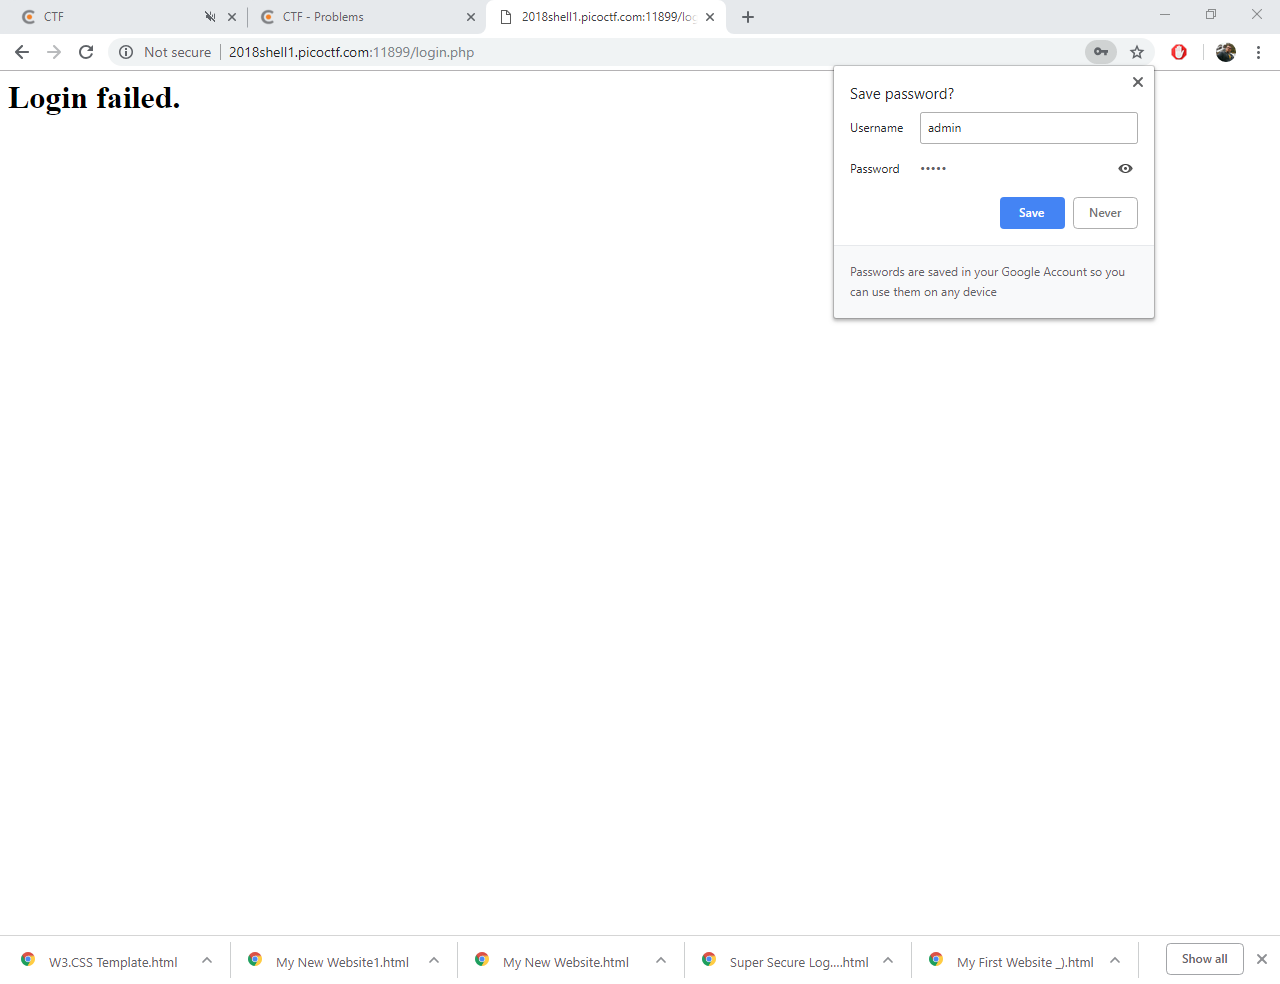 CTF
CTF - Problems
2018shell1.picoctf.com:11899/log
Not secure
2018shell1.picoctf.com:11899/login.php
Login failed.
Save password?
Username admin
Password •••••
Save Never
Passwords are saved in your Google Account so you
can use them on any device
W3.CSS Template.html
My New Website1.html
My New Website.html
Super Secure Log....html
My First Website _).html
Show all